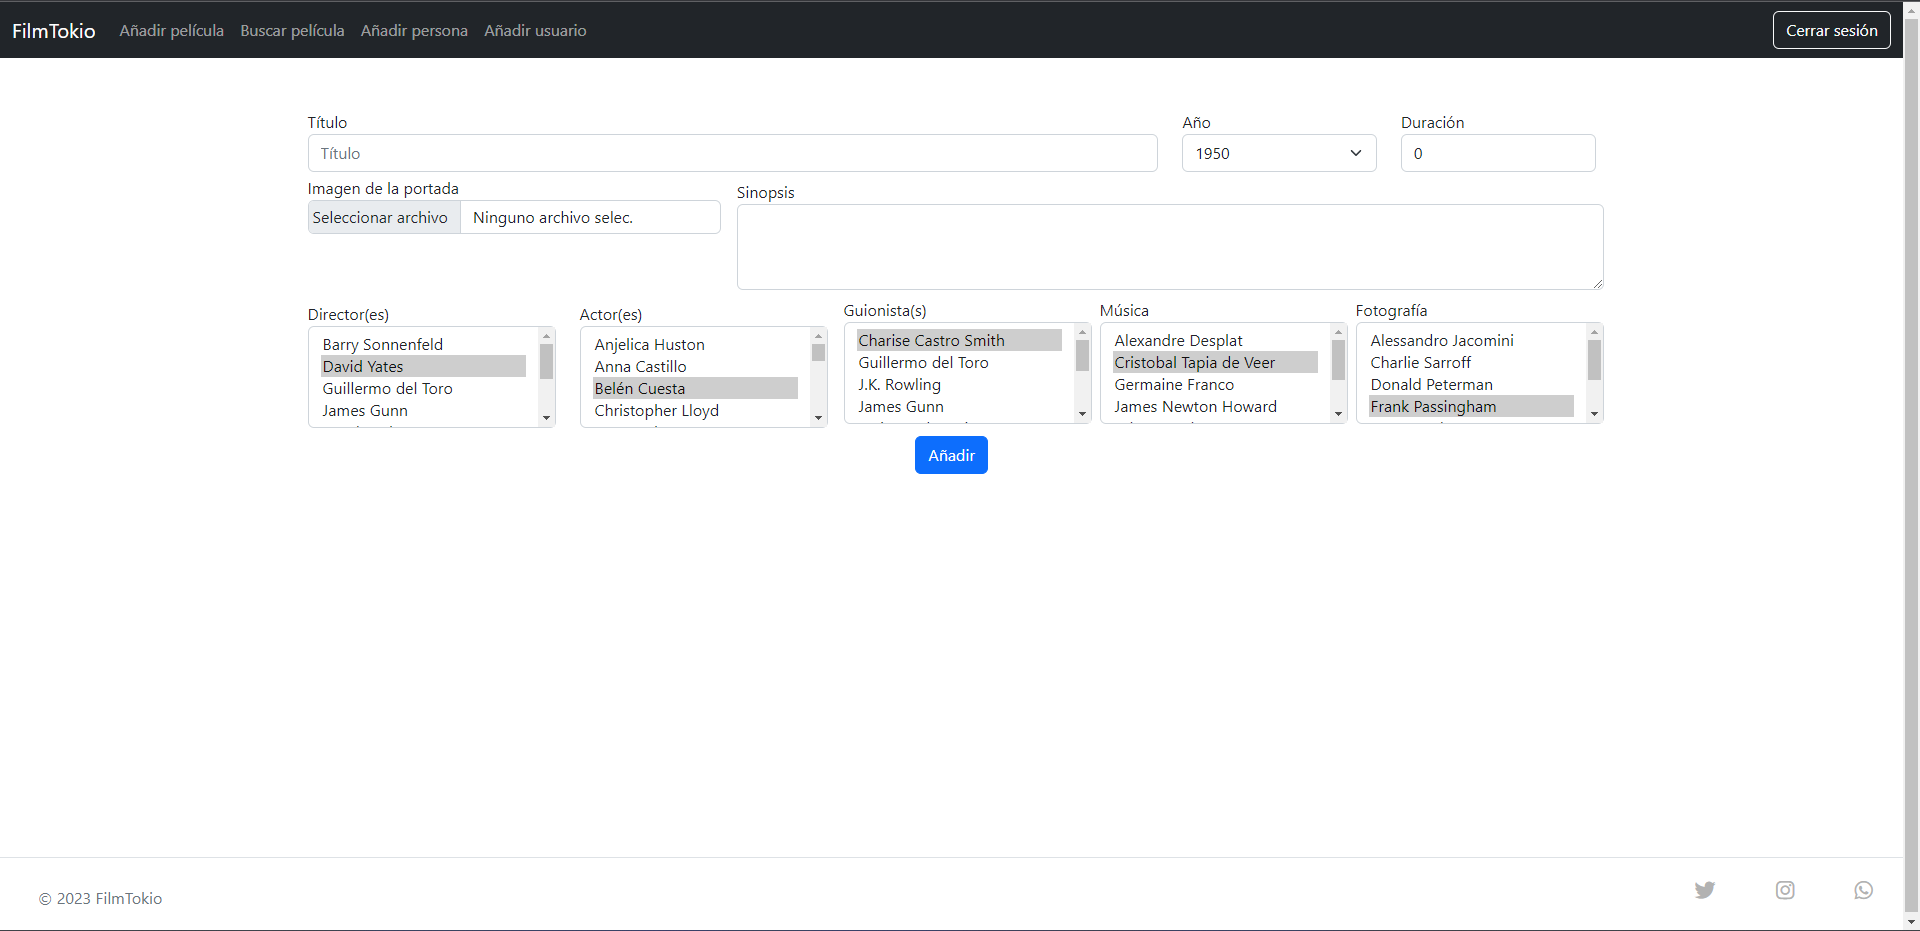 FilmTokio Añadir película Buscar película Añadir persona Añadir usuario Cerrar sesión
Título Año Duración
Título 1950 0
Imagen de la portada
Seleccionar archivo Ninguno archivo selec.
Sinopsis
Director(es)
Barry Sonnenfeld
David Yates
Guillermo del Toro
James Gunn
Actor(es)
Anjelica Huston
Anna Castillo
Belén Cuesta
Christopher Lloyd
Guionista(s)
Charise Castro Smith
Guillermo del Toro
J.K. Rowling
James Gunn
Música
Alexandre Desplat
Cristobal Tapia de Veer
Germaine Franco
James Newton Howard
Fotografía
Alessandro Jacomini
Charlie Sarroff
Donald Peterman
Frank Passingham
Añadir
© 2023 FilmTokio